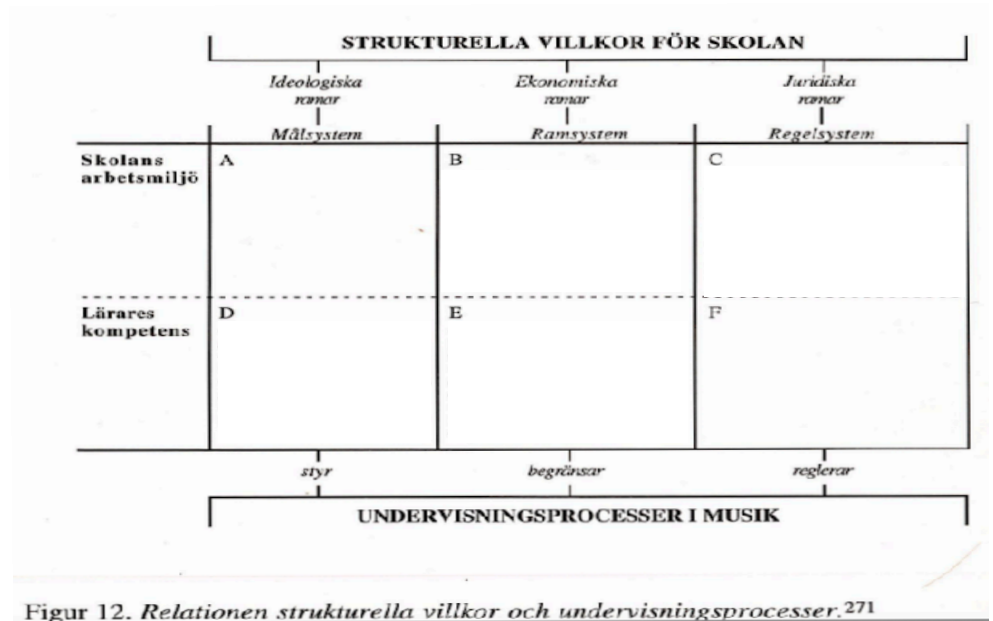 STRUKTURELLA VILLKOR FÖR SKOLAN
Ideologiska ramar
Ekonomiska ramar
Juridiska ramar
Målsystem
Ramsystem
Regelsystem
Skolans
arbetsmiljö
A
B
C
Lärares
kompetens
D
E
F
styr
begränsar
reglerar
UNDERVISNINGSPROCESSER I MUSIK
Figur 12. Relationen strukturella villkor och undervisningsprocesser.271